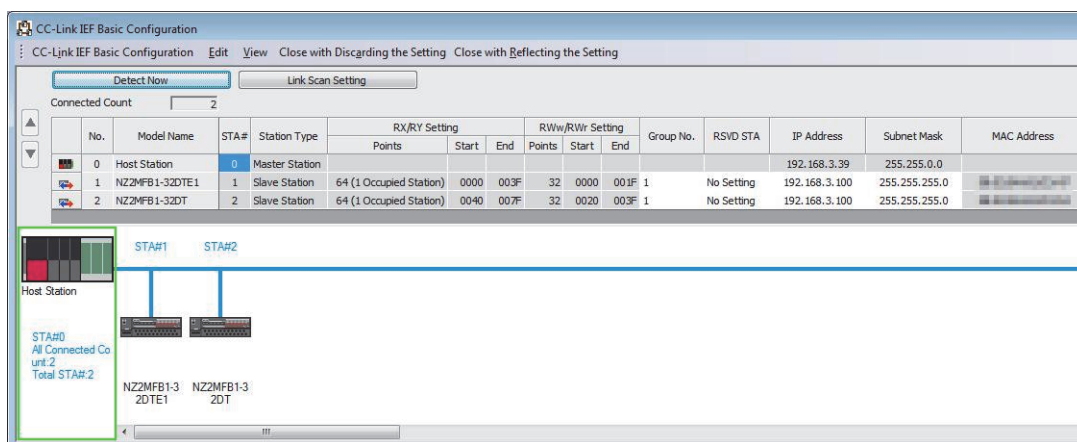 CC-Link IEF Basic Configuration
CC-Link IEF Basic Configuration Edit View Close with Discarding the Setting Close with Reflecting the Setting
Detect Now Link Scan Setting
Connected Count 2
No. Model Name STA# Station Type RX/RY Setting RWw/RWr Setting Group No. RSVD STA IP Address Subnet Mask MAC Address
Points Start End Points Start End
0 Host Station 0 Master Station 192.168.3.39 255.255.0.0
1 NZ2MFB1-32DTE1 1 Slave Station 64 (1 Occupied Station) 0000 003F 32 0000 001F 1 No Setting 192.168.3.100 255.255.255.0
2 NZ2MFB1-32DT 2 Slave Station 64 (1 Occupied Station) 0040 007F 32 0020 003F 1 No Setting 192.168.3.100 255.255.255.0
STA#1 STA#2
Host Station
STA#0
All Connected Co
unt:2
Total STA#:2
NZ2MFB1-3 NZ2MFB1-3
2DTE1 2DT